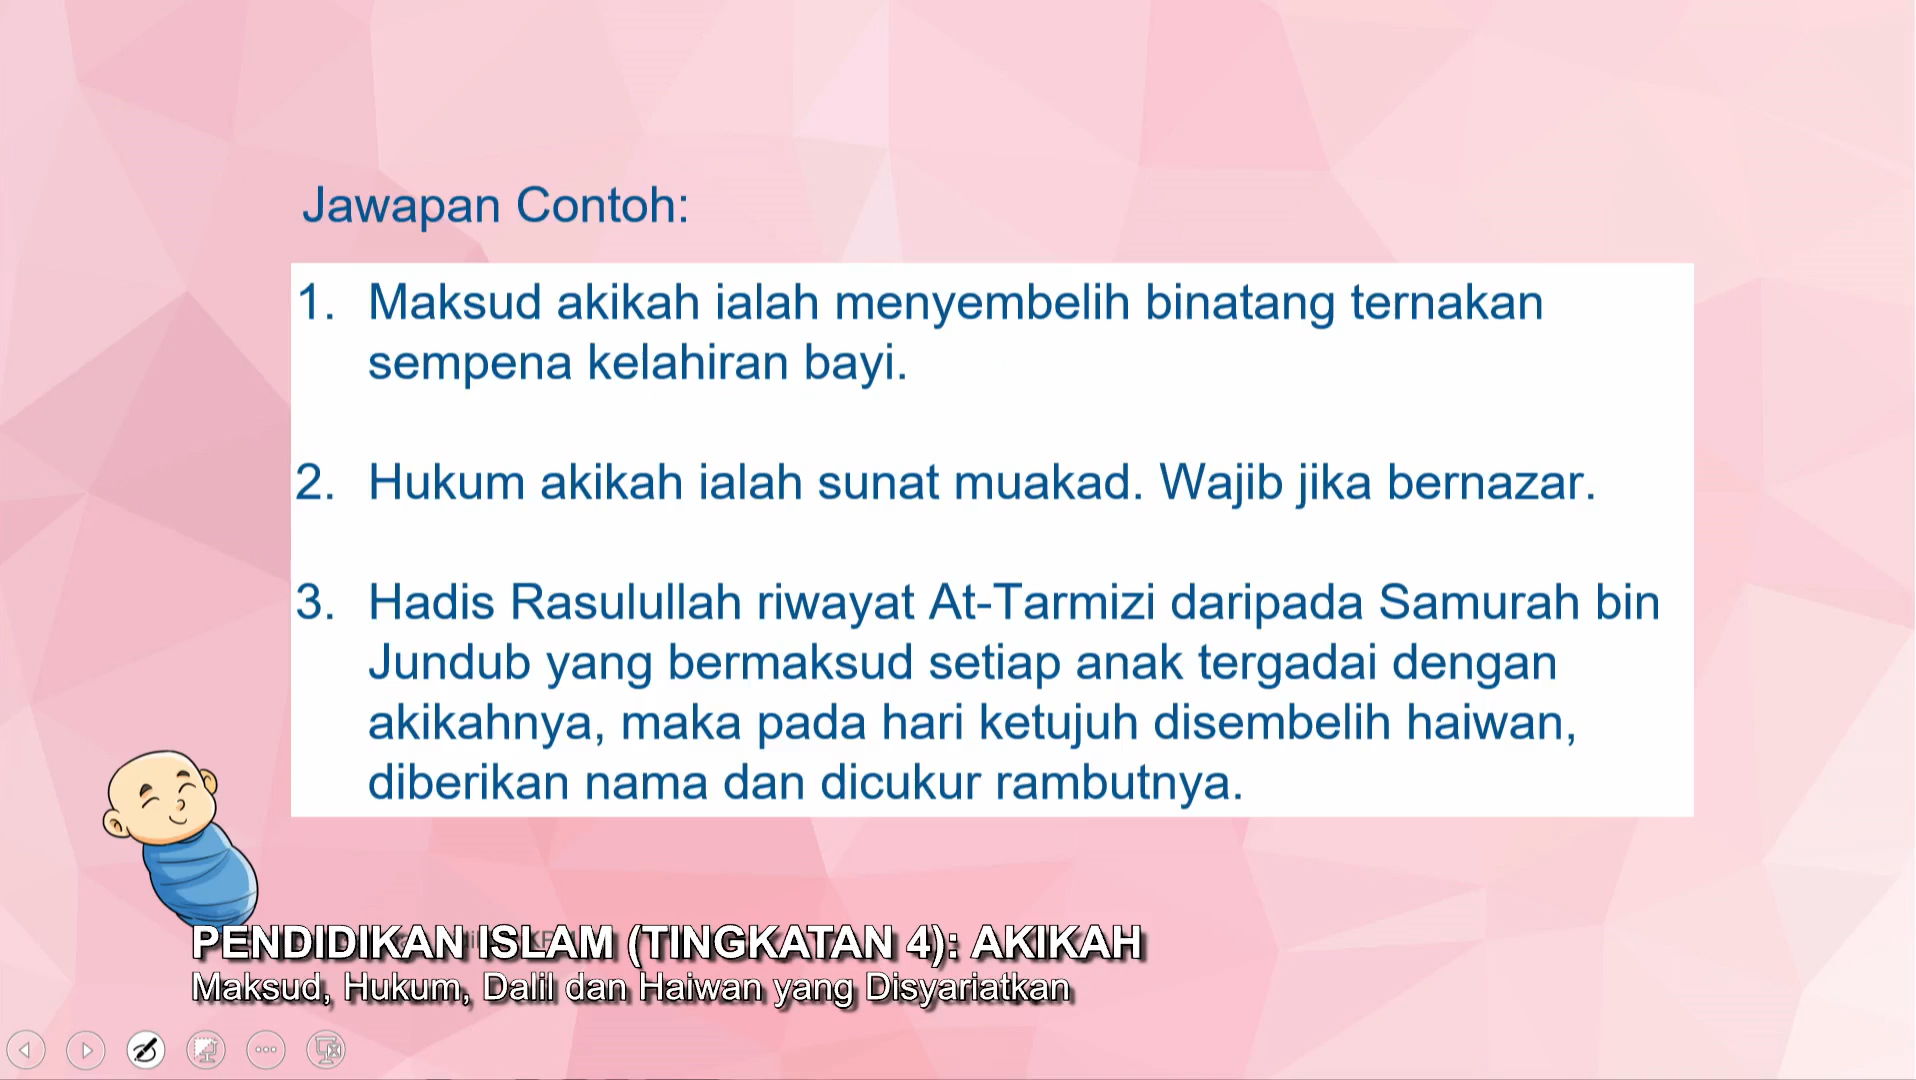 Jawapan Contoh:
1. Maksud akikah ialah menyembelih binatang ternakan
sempena kelahiran bayi.
2. Hukum akikah ialah sunat muakad. Wajib jika bernazar.
3. Hadis Rasulullah riwayat At-Tarmizi daripada Samurah bin
Jundub yang bermaksud setiap anak tergadai dengan
akikahnya, maka pada hari ketujuh disembelih haiwan,
diberikan nama dan dicukur rambutnya.
PENDIDIKAN ISLAM (TINGKATAN 4): AKIKAH
Maksud, Hukum, Dalil dan Haiwan yang Disyariatkan